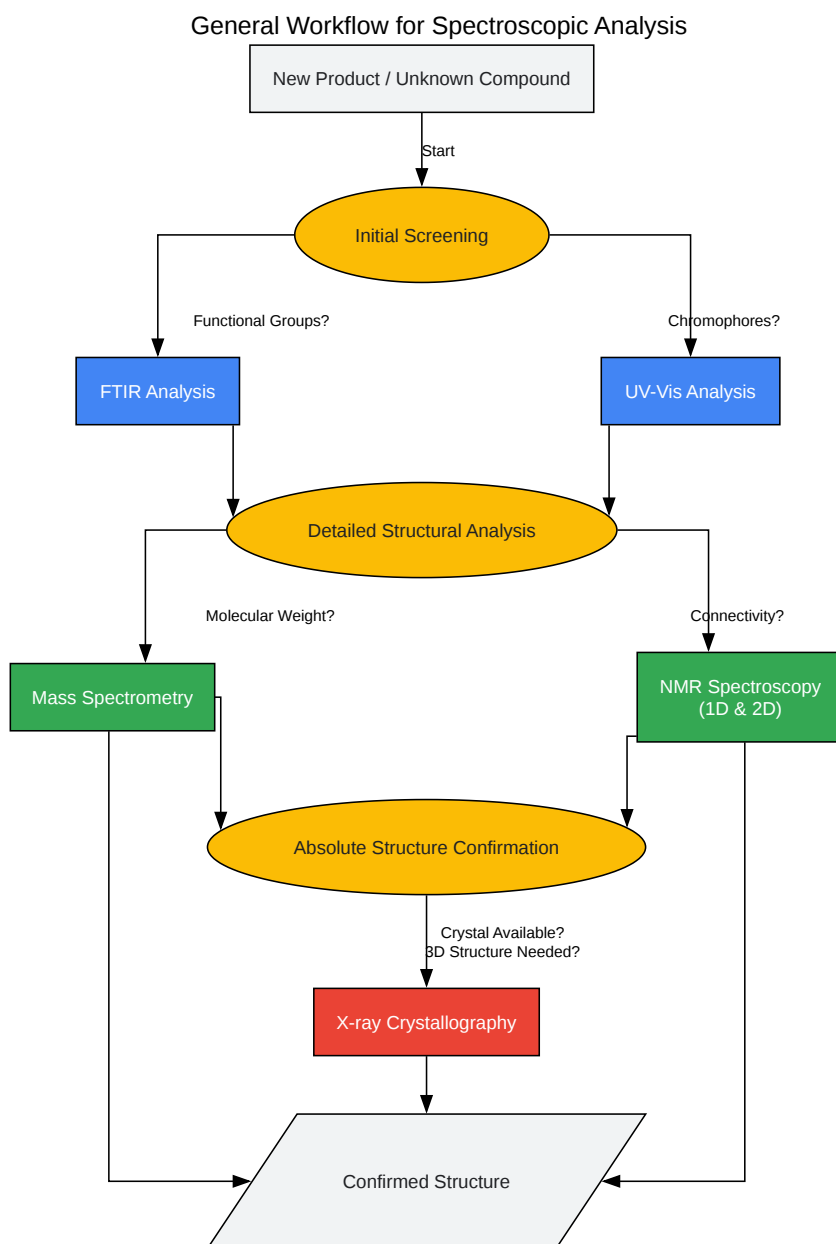 General Workflow for Spectroscopic Analysis
New Product / Unknown Compound
Start
Initial Screening
Functional Groups?
Chromophores?
FTIR Analysis
UV-Vis Analysis
Detailed Structural Analysis
Molecular Weight?
Connectivity?
Mass Spectrometry
NMR Spectroscopy
(1D & 2D)
Absolute Structure Confirmation
Crystal Available?
3D Structure Needed?
X-ray Crystallography
Confirmed Structure